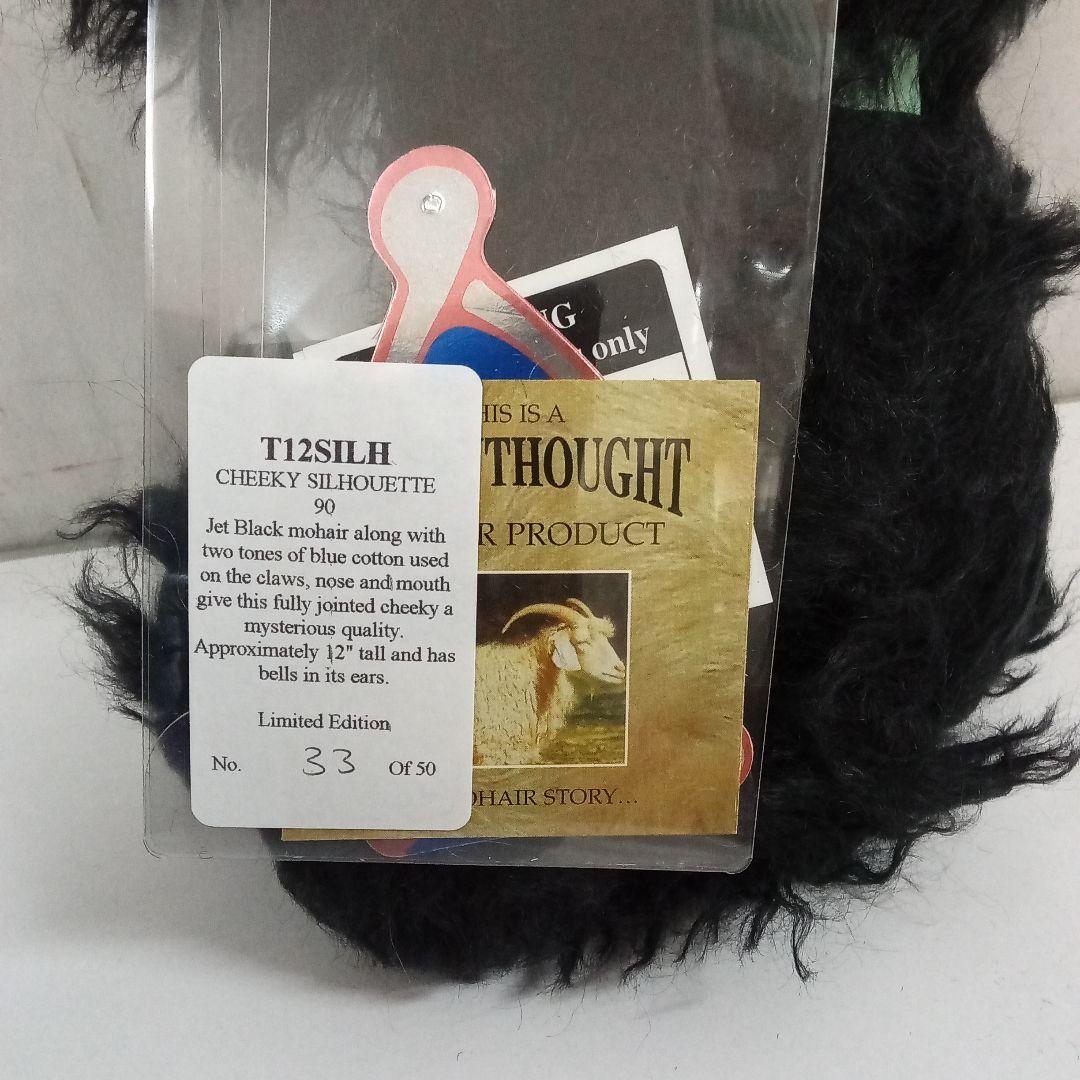 T12SILH
CHEEKY SILHOUETTE
90
Jet Black mohair along with
two tones of blue cotton used
on the claws, nose and mouth
give this fully jointed cheeky a
mysterious quality.
Approximately 12" tall and has
bells in its ears.
Limited Edition
No. 33 Of 50
NG
only
HIS IS A
THOUGHT
R PRODUCT
OHAIR STORY...